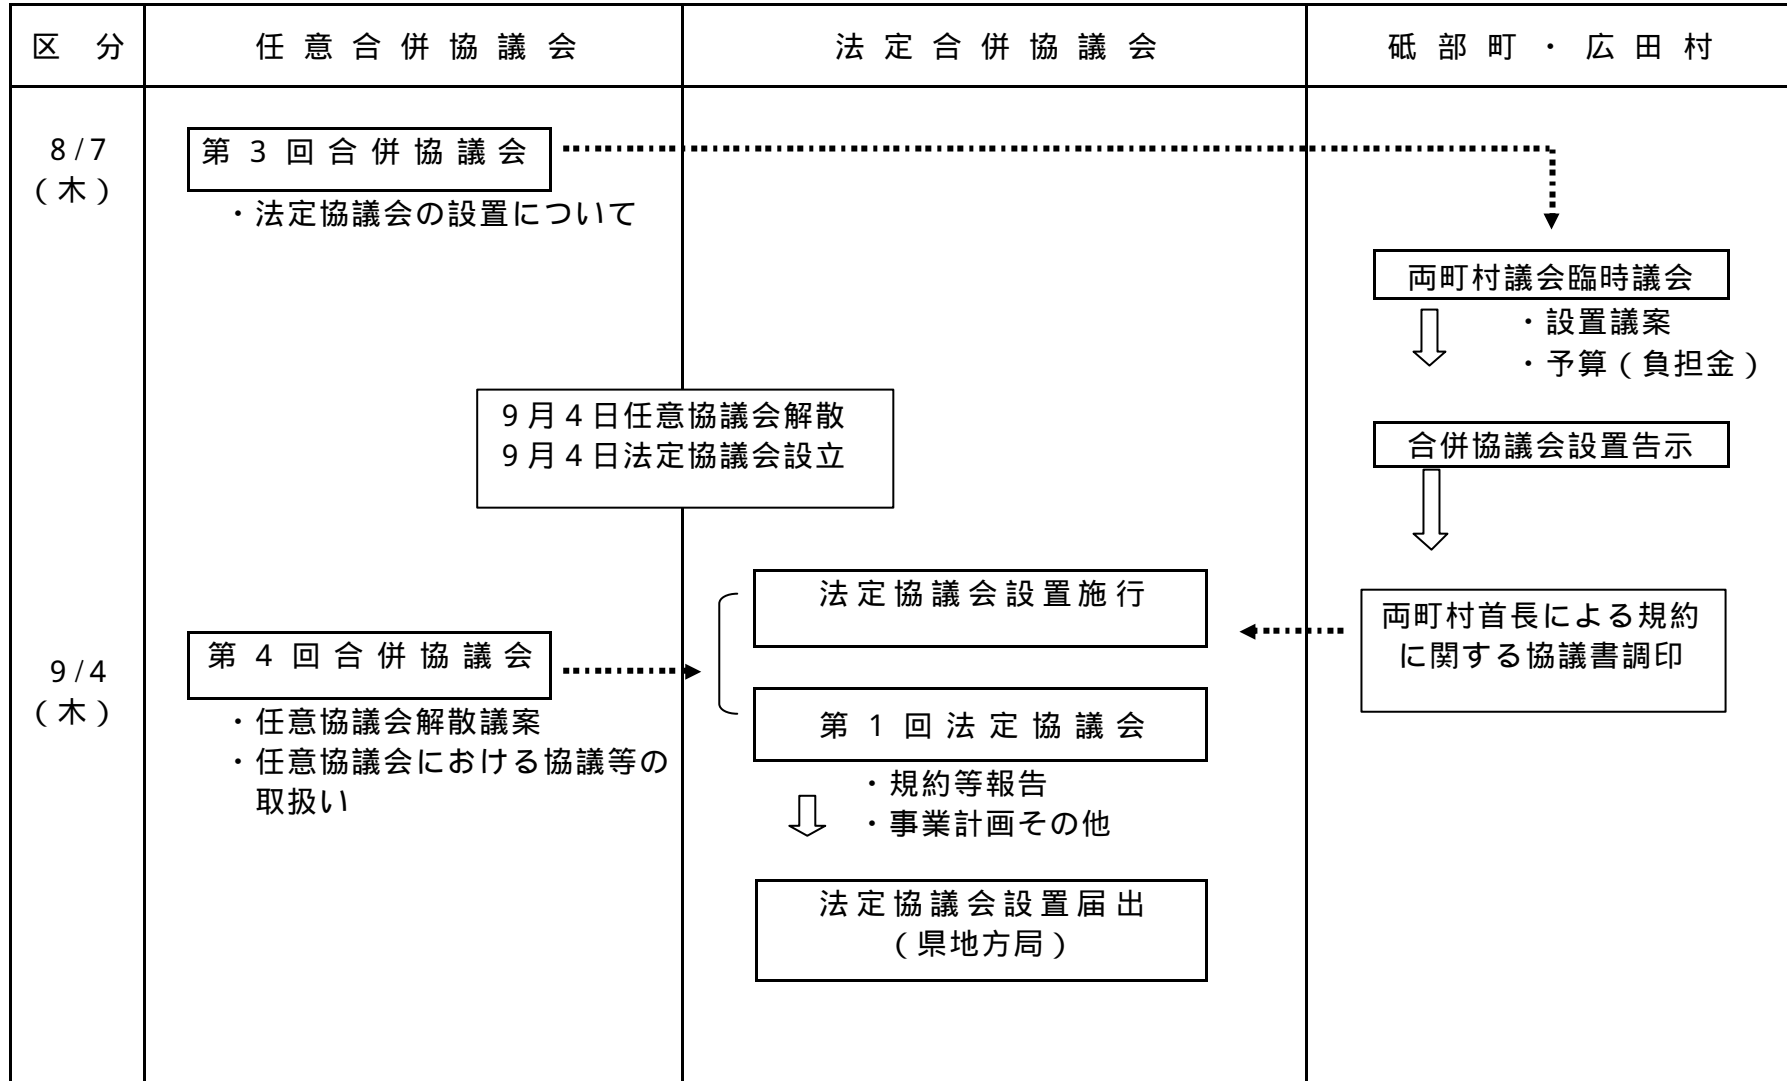 区　分
任意合併協議会
法定合併協議会
砥部町・広田村
8/7
（木）
第３回合併協議会
・法定協議会の設置について
両町村議会臨時議会
・設置議案
・予算（負担金）
9月4日任意協議会解散
9月4日法定協議会設立
合併協議会設置告示
法定協議会設置施行
両町村首長による規約
に関する協議書調印
9/4
（木）
第４回合併協議会
・任意協議会解散議案
・任意協議会における協議等の
取扱い
第１回法定協議会
・規約等報告
・事業計画その他
法定協議会設置届出
（県地方局）